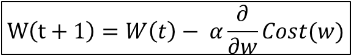 W(t + 1) = W(t) − α ∂/∂w Cost(w)